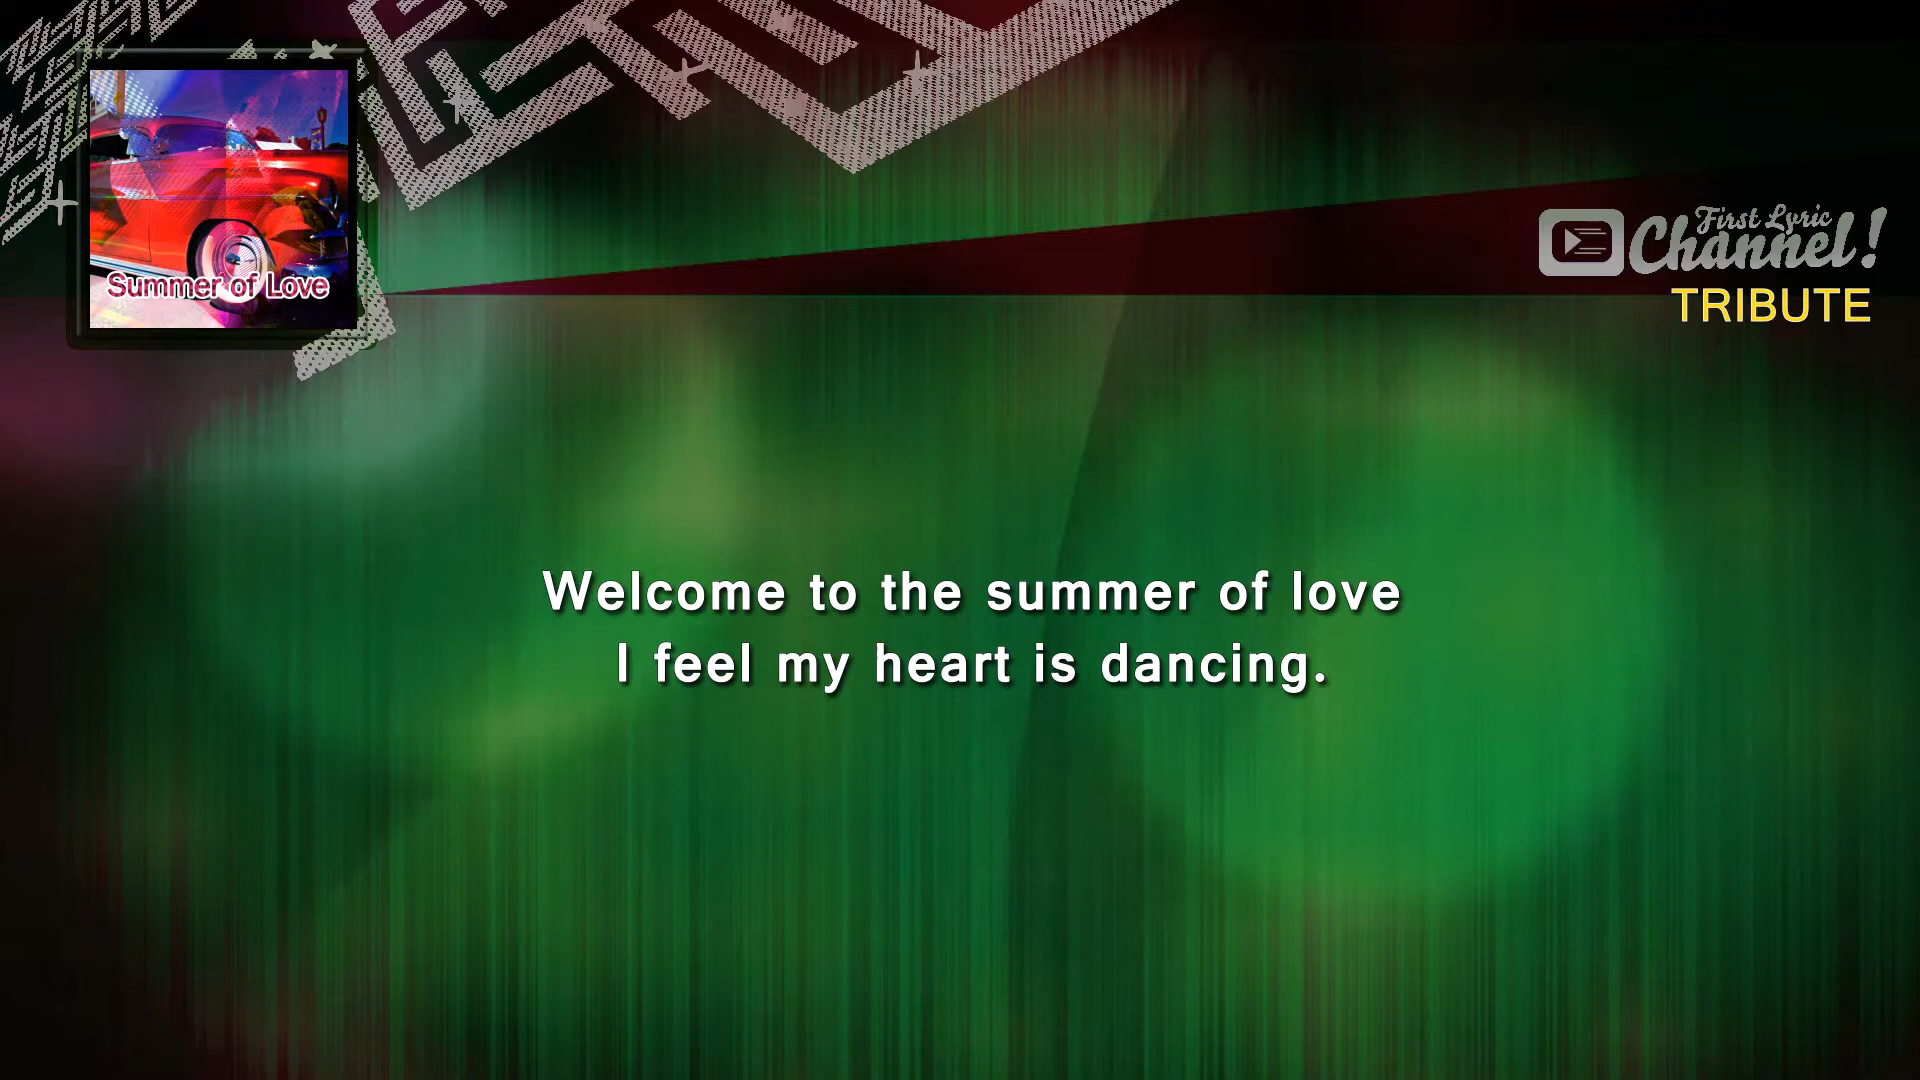 Summer of Love
First Lyric
Channel!
TRIBUTE
Welcome to the summer of love
I feel my heart is dancing.